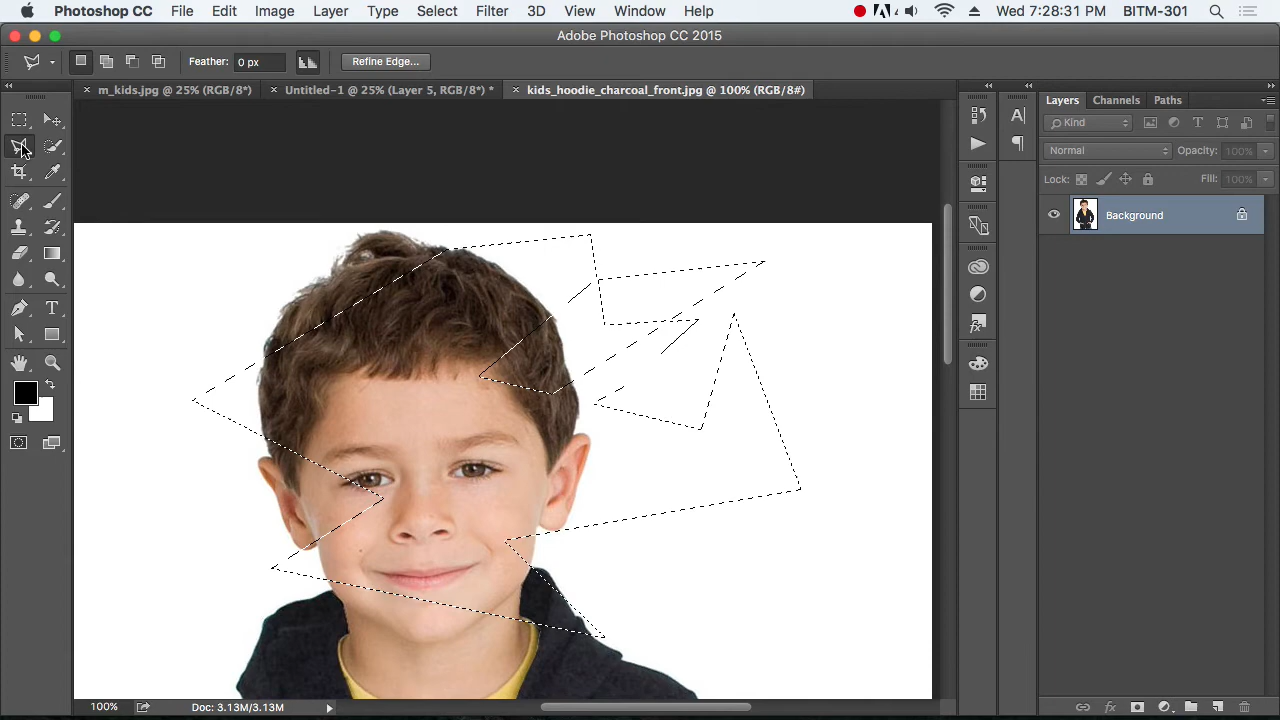 Photoshop CC File Edit Image Layer Type Select Filter 3D View Window Help 4 Wed 7:28:31 PM BITM-301
Adobe Photoshop CC 2015
Feather: 0 px Refine Edge...
m_kids.jpg @ 25% (RGB/8*) Untitled-1 @ 25% (Layer 5, RGB/8*) * kids_hoodie_charcoal_front.jpg @ 100% (RGB/8#)
Layers Channels Paths
Kind
Normal Opacity: 100%
Lock: Fill: 100%
Background
100% Doc: 3.13M/3.13M